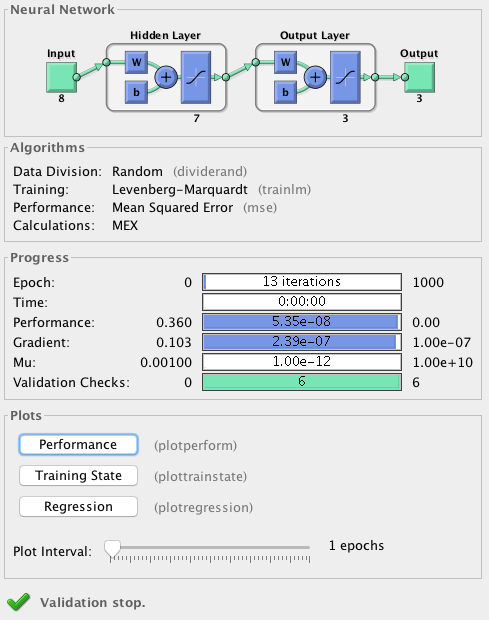 Neural Network
Hidden Layer
Output Layer
Input
Output
W
b
+
W
b
+
8
7
3
3
Algorithms
Data Division: Random (dividerand)
Training: Levenberg-Marquardt (trainlm)
Performance: Mean Squared Error (mse)
Calculations: MEX
Progress
Epoch: 0 13 iterations 1000
Time: 0:00:00
Performance: 0.360 5.35e-08 0.00
Gradient: 0.103 2.39e-07 1.00e-07
Mu: 0.00100 1.00e-12 1.00e+10
Validation Checks: 0 6 6
Plots
Performance (plotperform)
Training State (plottrainstate)
Regression (plotregression)
Plot Interval: 1 epochs
Validation stop.